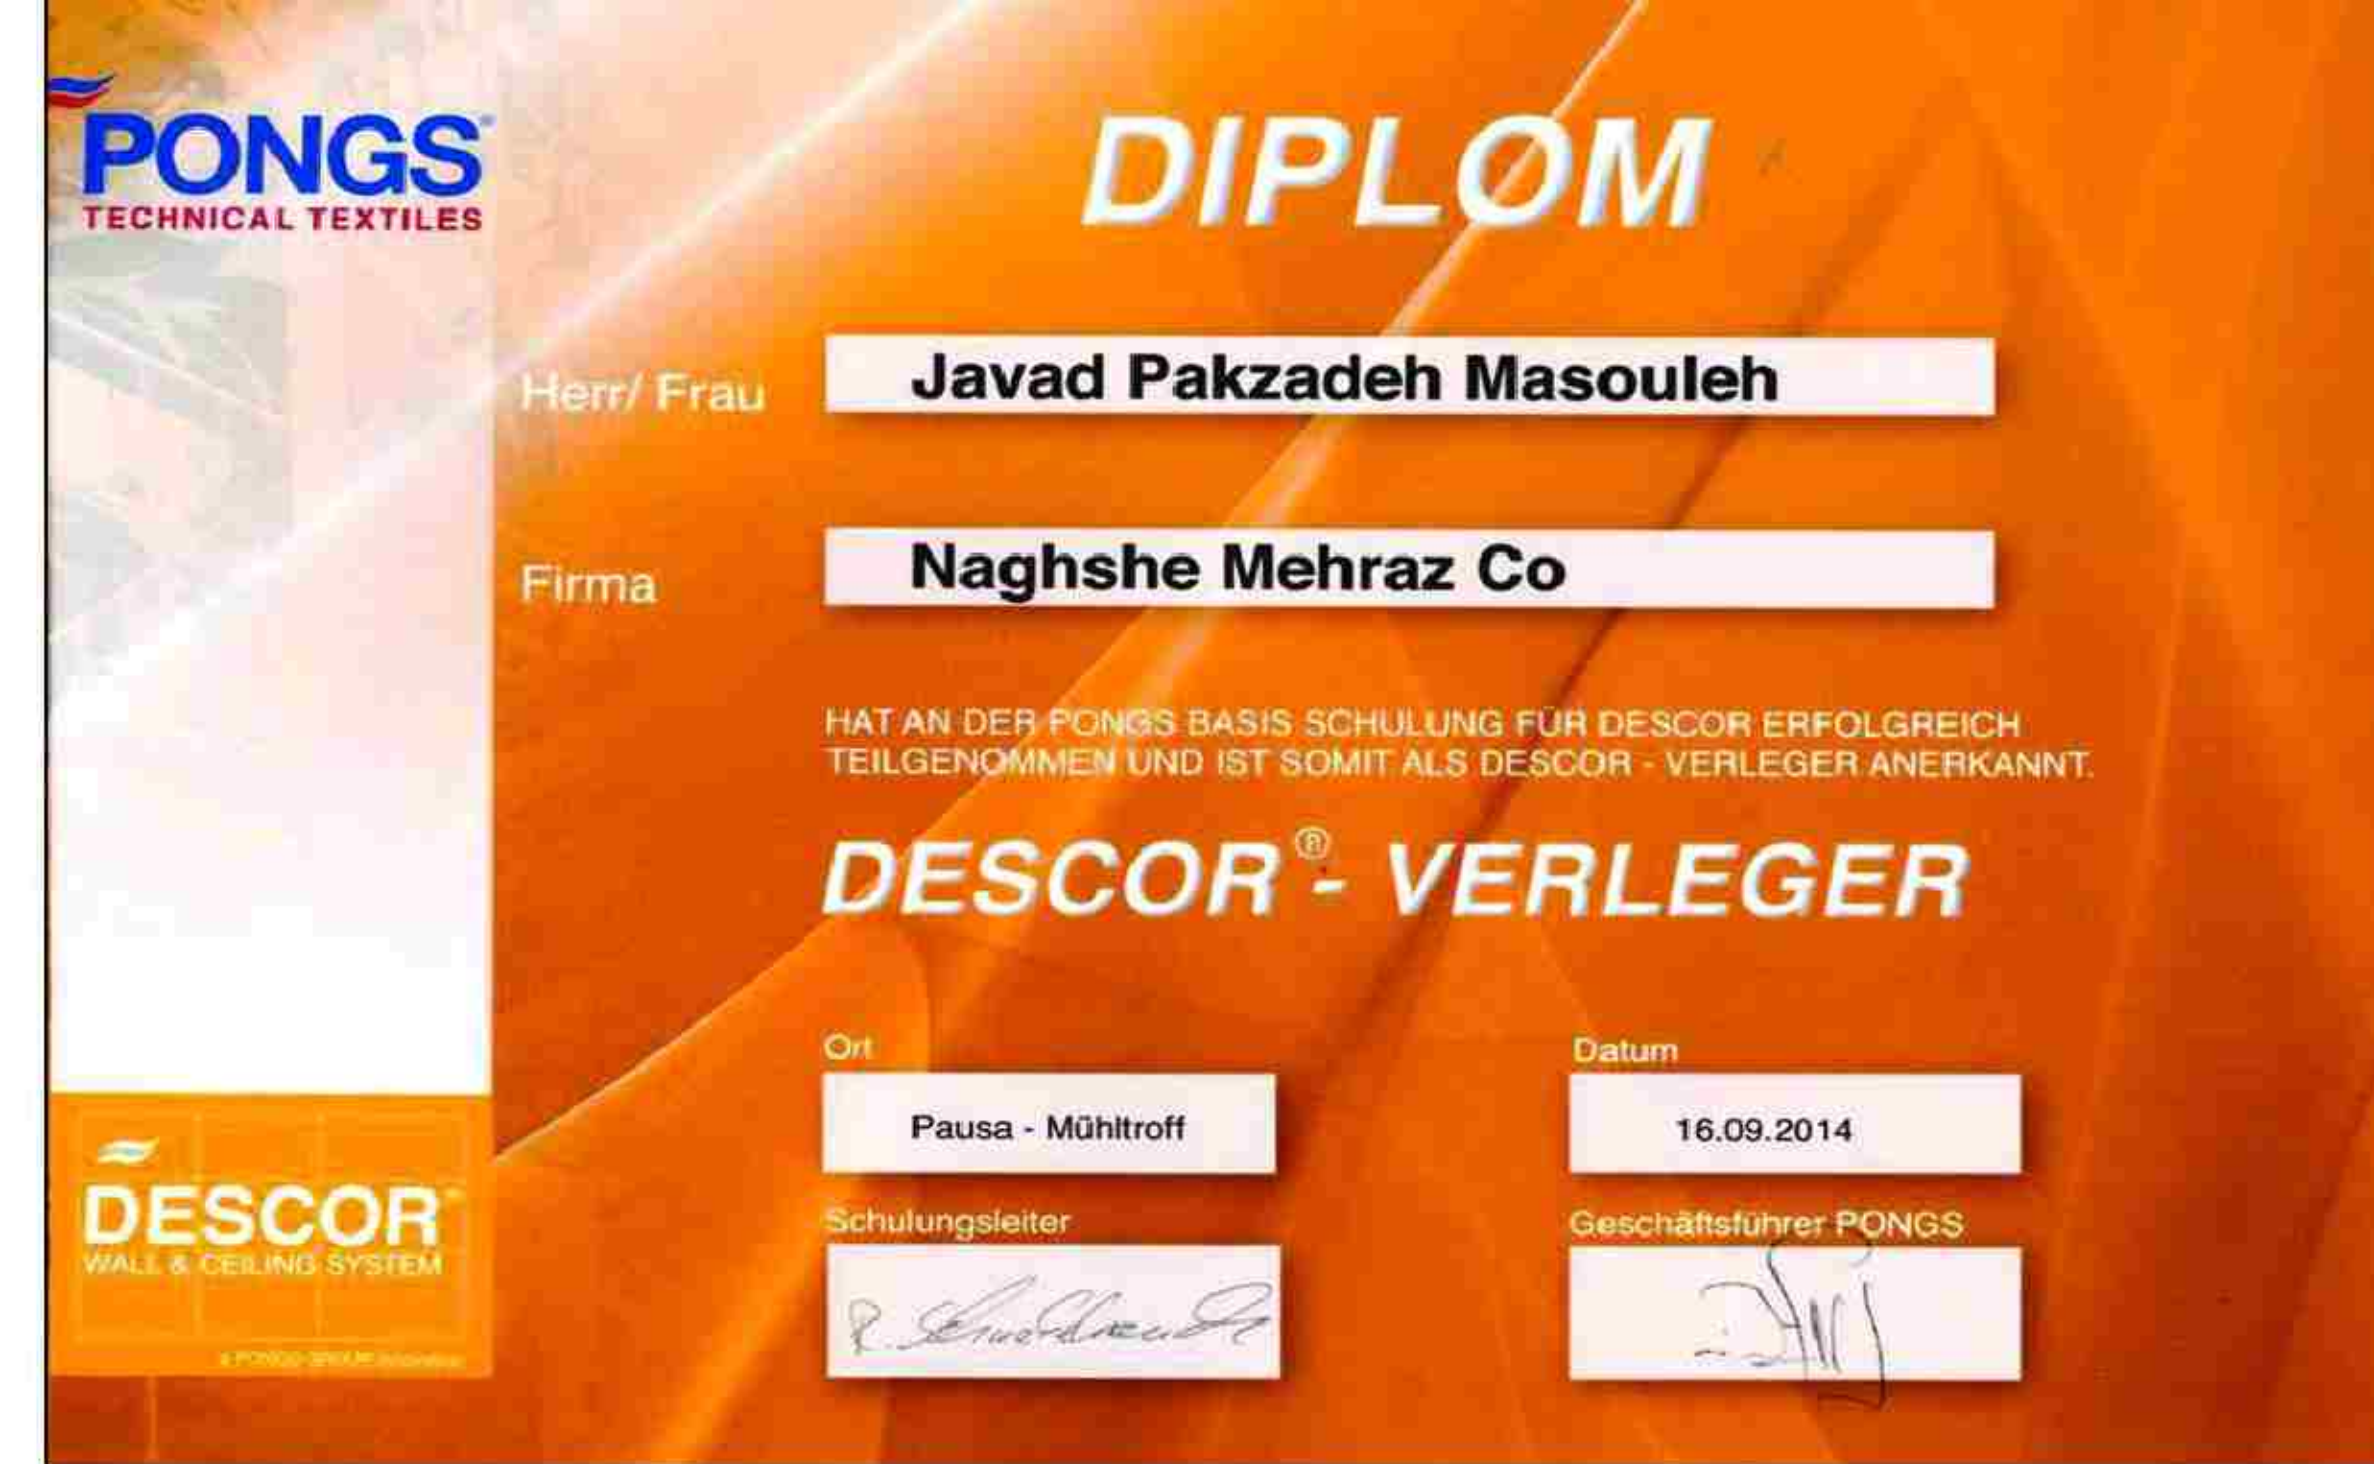 PONGS
TECHNICAL TEXTILES
DIPLOM
Herr/ Frau
Javad Pakzadeh Masouleh
Firma
Naghshe Mehraz Co
HAT AN DER PONGS BASIS SCHULUNG FÜR DESCOR ERFOLGREICH
TEILGENOMMEN UND IST SOMIT ALS DESCOR - VERLEGER ANERKANNT.
DESCOR® - VERLEGER
Ort
Datum
Pausa - Mühltroff
16.09.2014
DESCOR
WALL & CEILING SYSTEM
Schulungsleiter
Geschäftsführer PONGS
R.
A PONGS GROUP